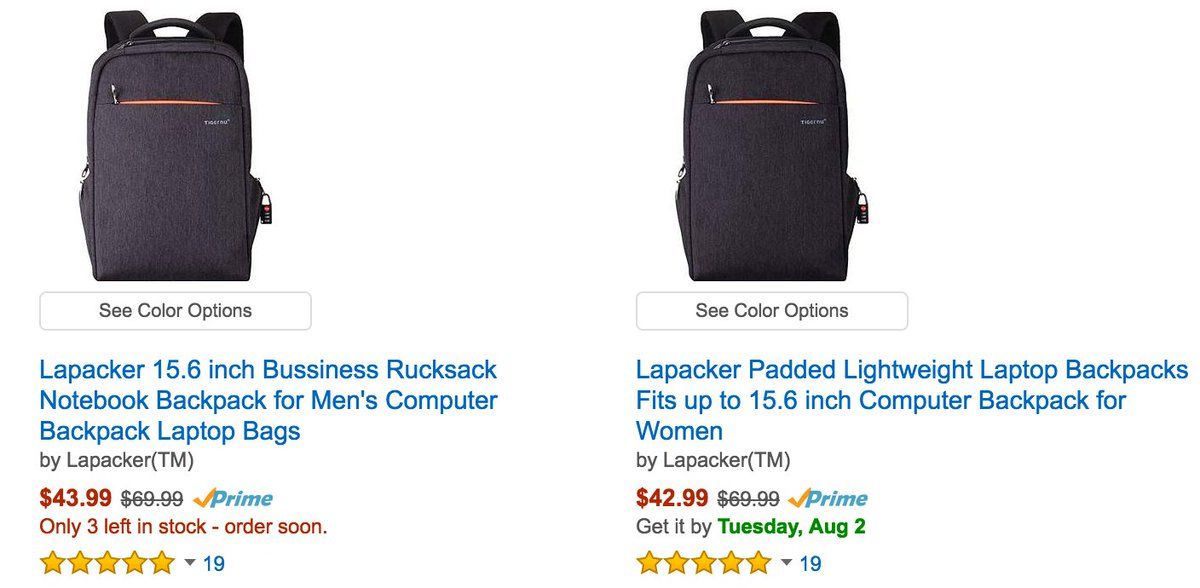 TIGERNU
See Color Options
Lapacker 15.6 inch Bussiness Rucksack
Notebook Backpack for Men's Computer
Backpack Laptop Bags
by Lapacker(TM)
$43.99 $69.99 Prime
Only 3 left in stock - order soon.
19
TIGERNU
See Color Options
Lapacker Padded Lightweight Laptop Backpacks
Fits up to 15.6 inch Computer Backpack for
Women
by Lapacker(TM)
$42.99 $69.99 Prime
Get it by Tuesday, Aug 2
19